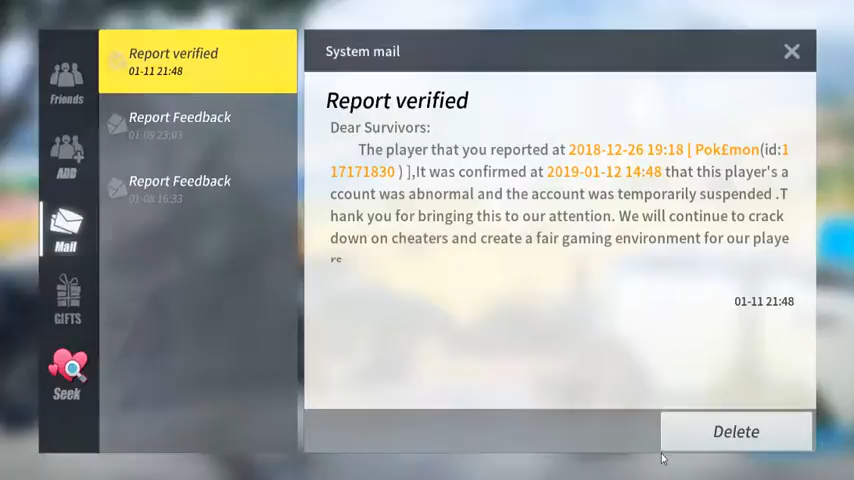 Friends
ADD
Mail
GIFTS
Seek
Report verified
01-11 21:48
Report Feedback
01-09 23:03
Report Feedback
01-08 16:33
System mail
Report verified
Dear Survivors:
The player that you reported at 2018-12-26 19:18 | Pok£mon(id:1
17171830 ) ],It was confirmed at 2019-01-12 14:48 that this player's a
ccount was abnormal and the account was temporarily suspended .T
hank you for bringing this to our attention. We will continue to crack
down on cheaters and create a fair gaming environment for our playe
rs
01-11 21:48
Delete